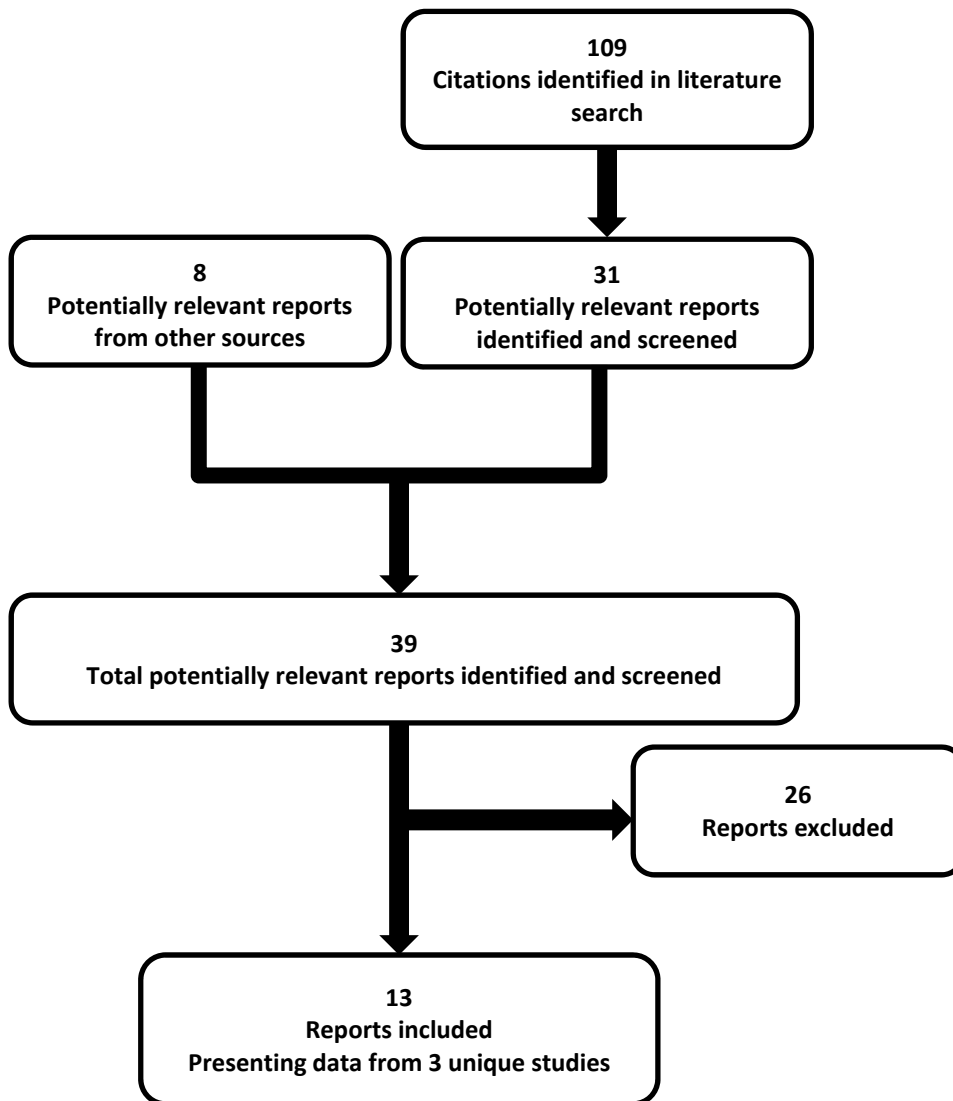 109
Citations identified in literature
search
8
Potentially relevant reports
from other sources
31
Potentially relevant reports
identified and screened
39
Total potentially relevant reports identified and screened
26
Reports excluded
13
Reports included
Presenting data from 3 unique studies